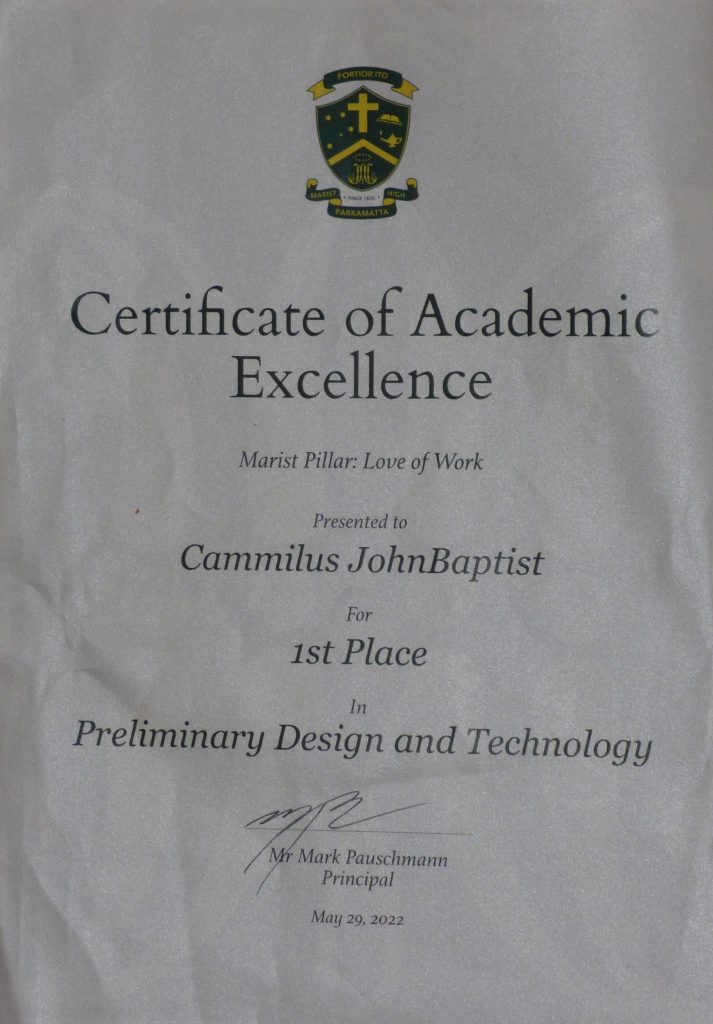 FORTIOR ITO
MARIST
SINCE 1820
HIGH
PARRAMATTA
Certificate of Academic
Excellence
Marist Pillar: Love of Work
Presented to
Cammilus JohnBaptist
For
1st Place
In
Preliminary Design and Technology
Mr Mark Pauschmann
Principal
May 29, 2022